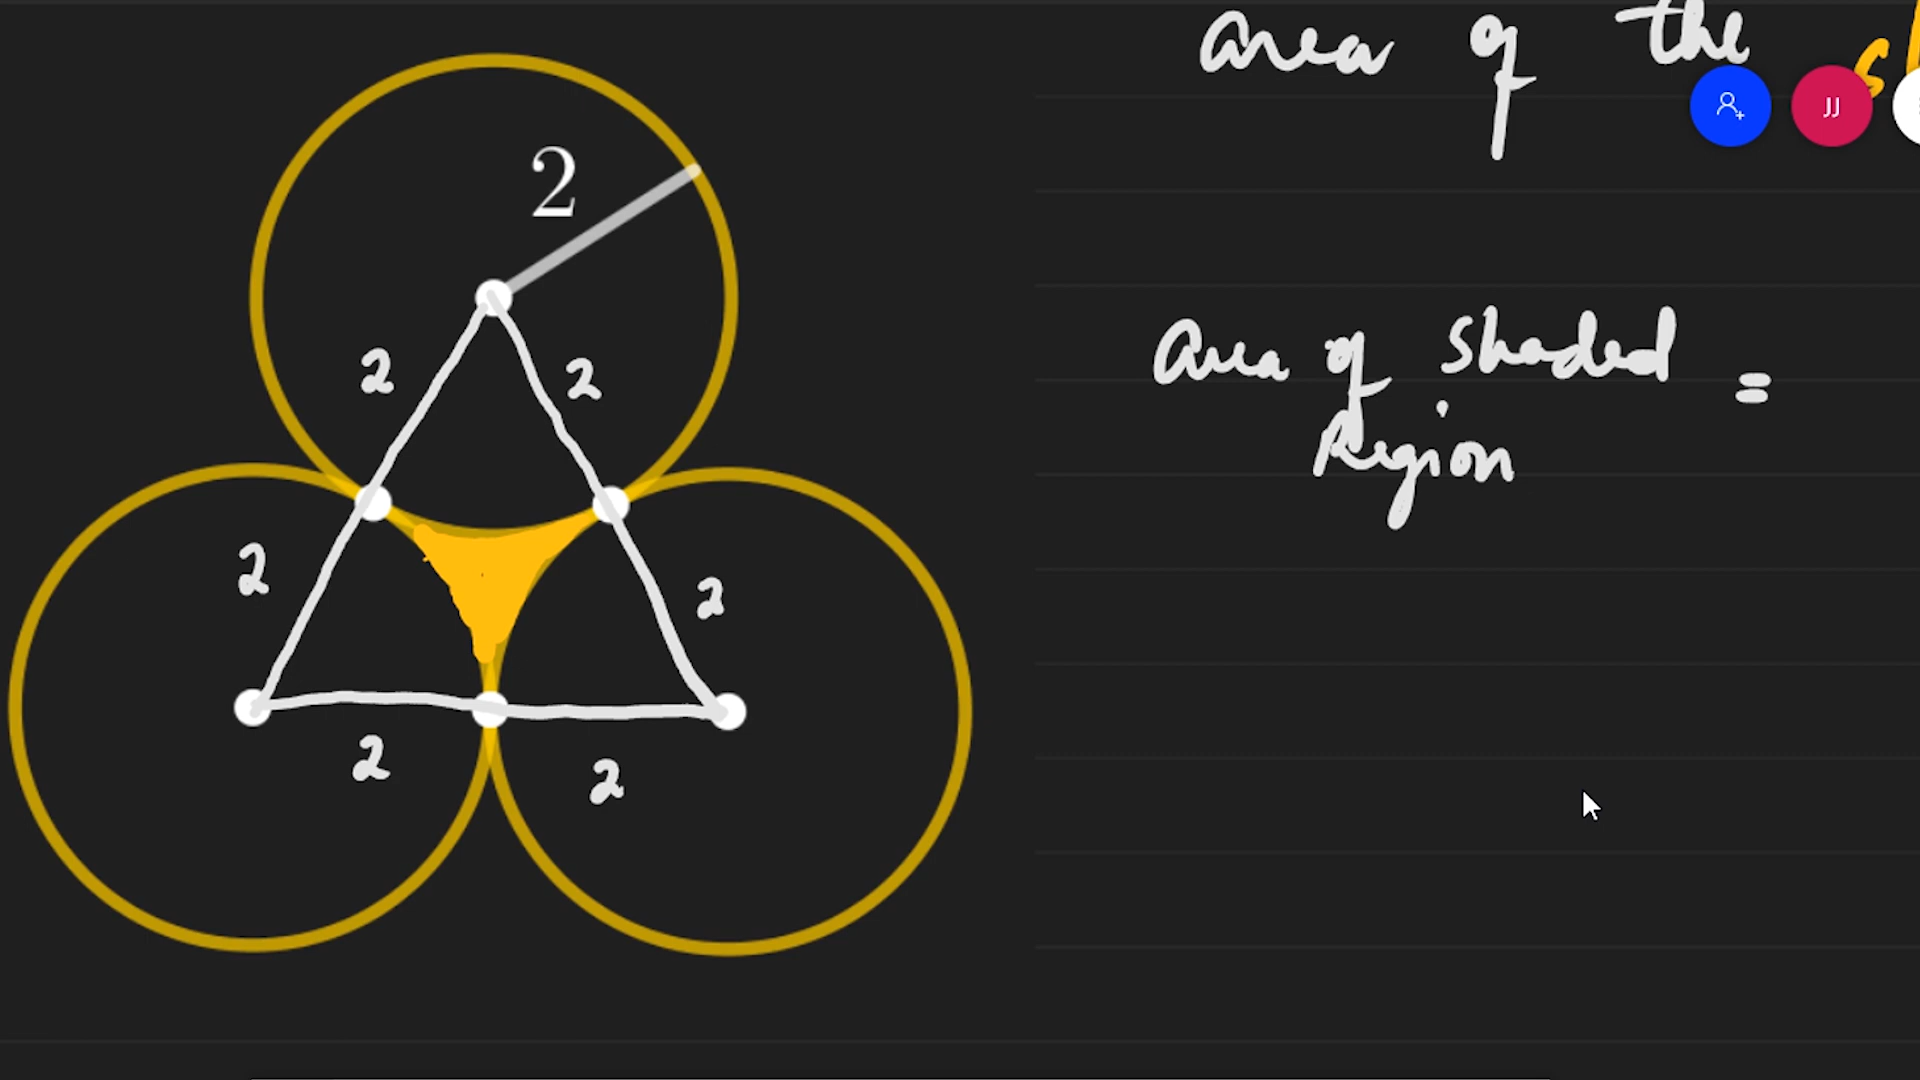 area of the
JJ
2
2 2
Area of Shaded =
Region
2 2
2 2